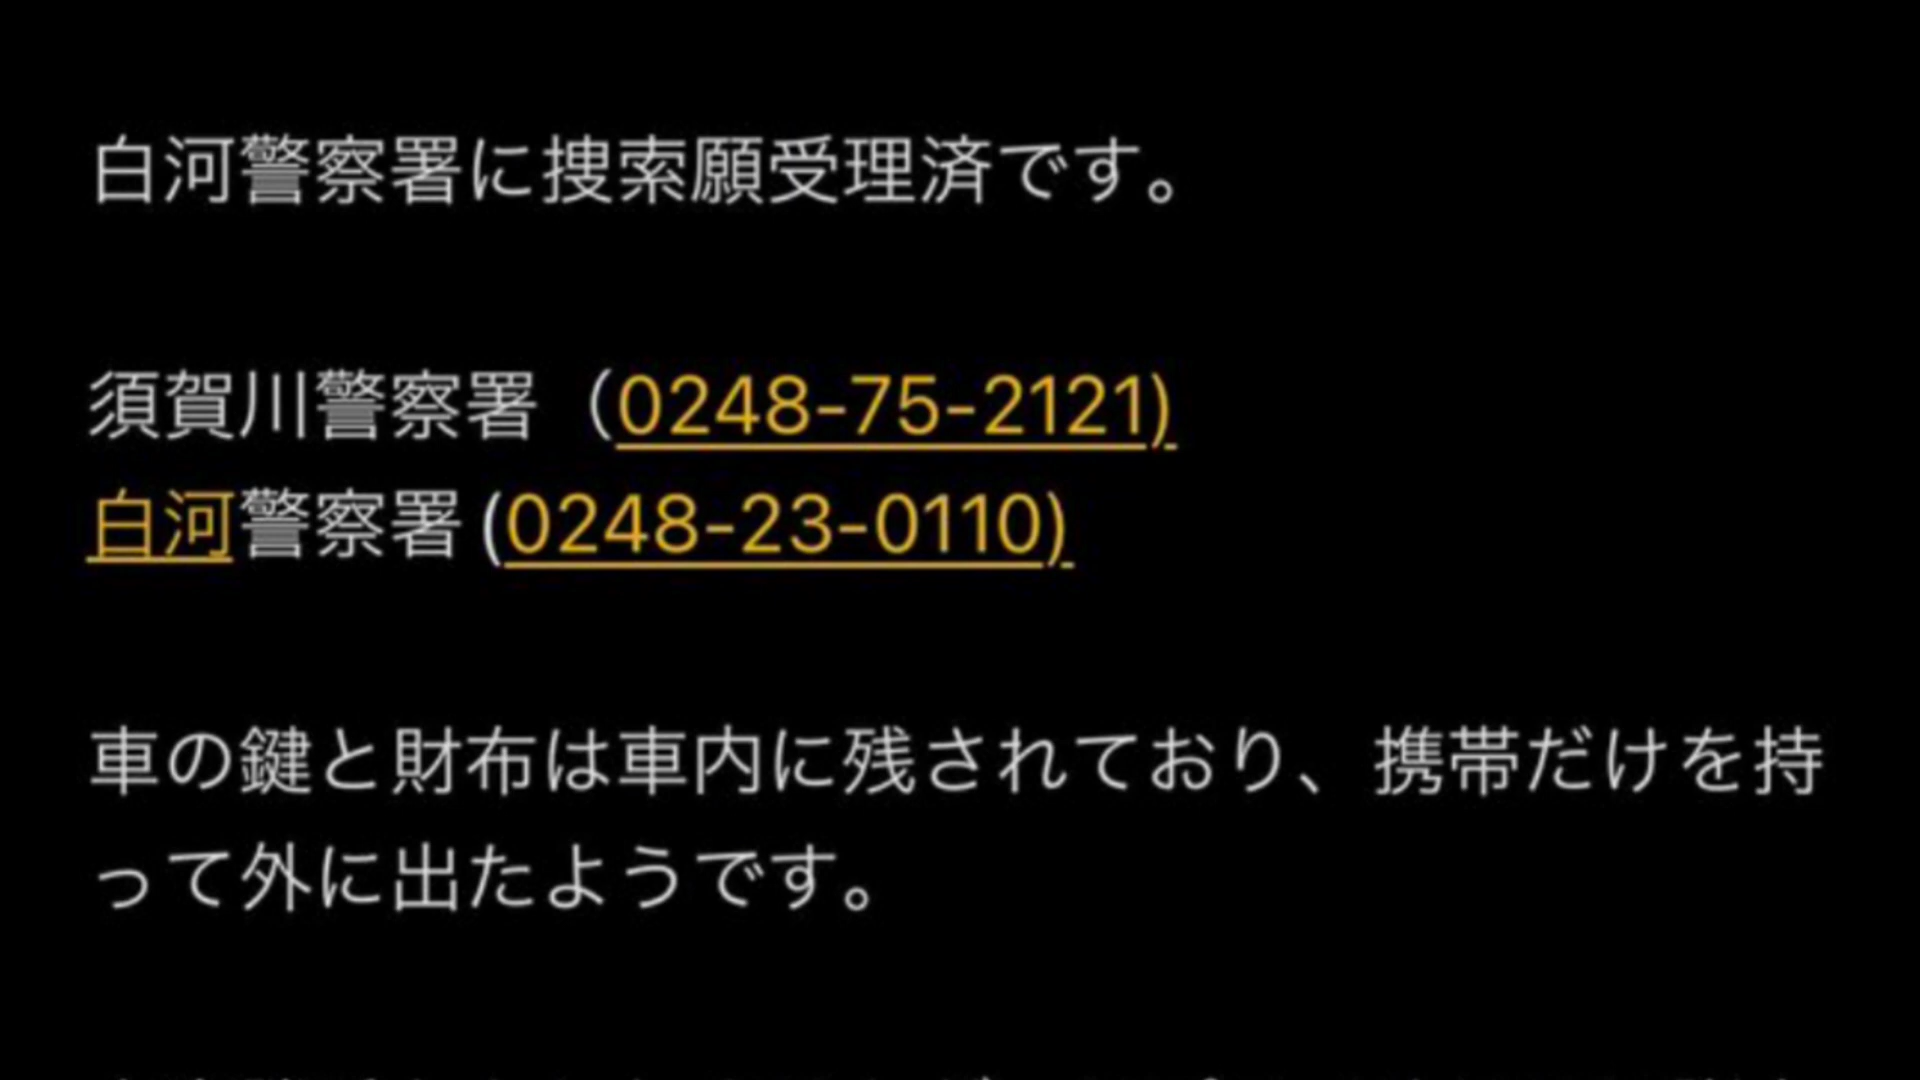 白河警察署に捜索願受理済です。
須賀川警察署（0248-75-2121)
白河警察署 (0248-23-0110)
車の鍵と財布は車内に残されており、携帯だけを持
って外に出たようです。